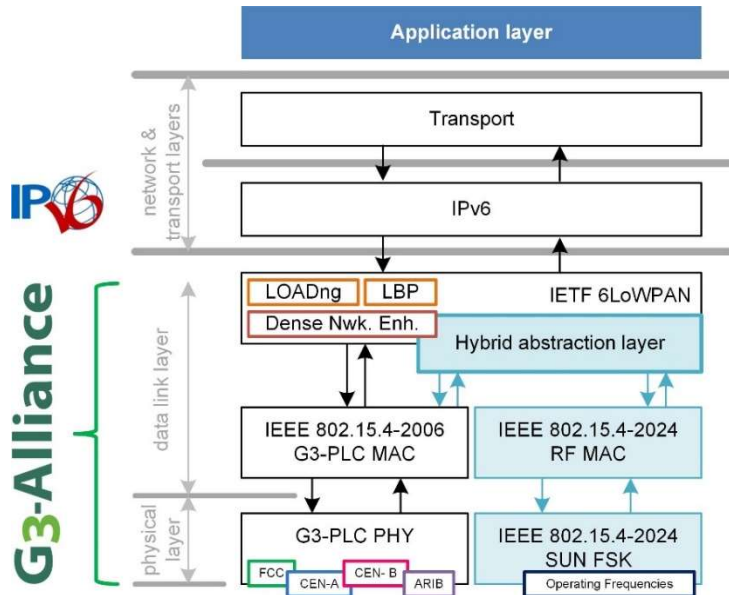 Application layer
network &
transport layers
Transport
IPv6
IPv6
G3-Alliance
data link layer
LOADng
LBP
IETF 6LoWPAN
Dense Nwk. Enh.
Hybrid abstraction layer
IEEE 802.15.4-2006
G3-PLC MAC
IEEE 802.15.4-2024
RF MAC
physical
layer
G3-PLC PHY
IEEE 802.15.4-2024
SUN FSK
FCC
CEN-A
CEN- B
ARIB
Operating Frequencies